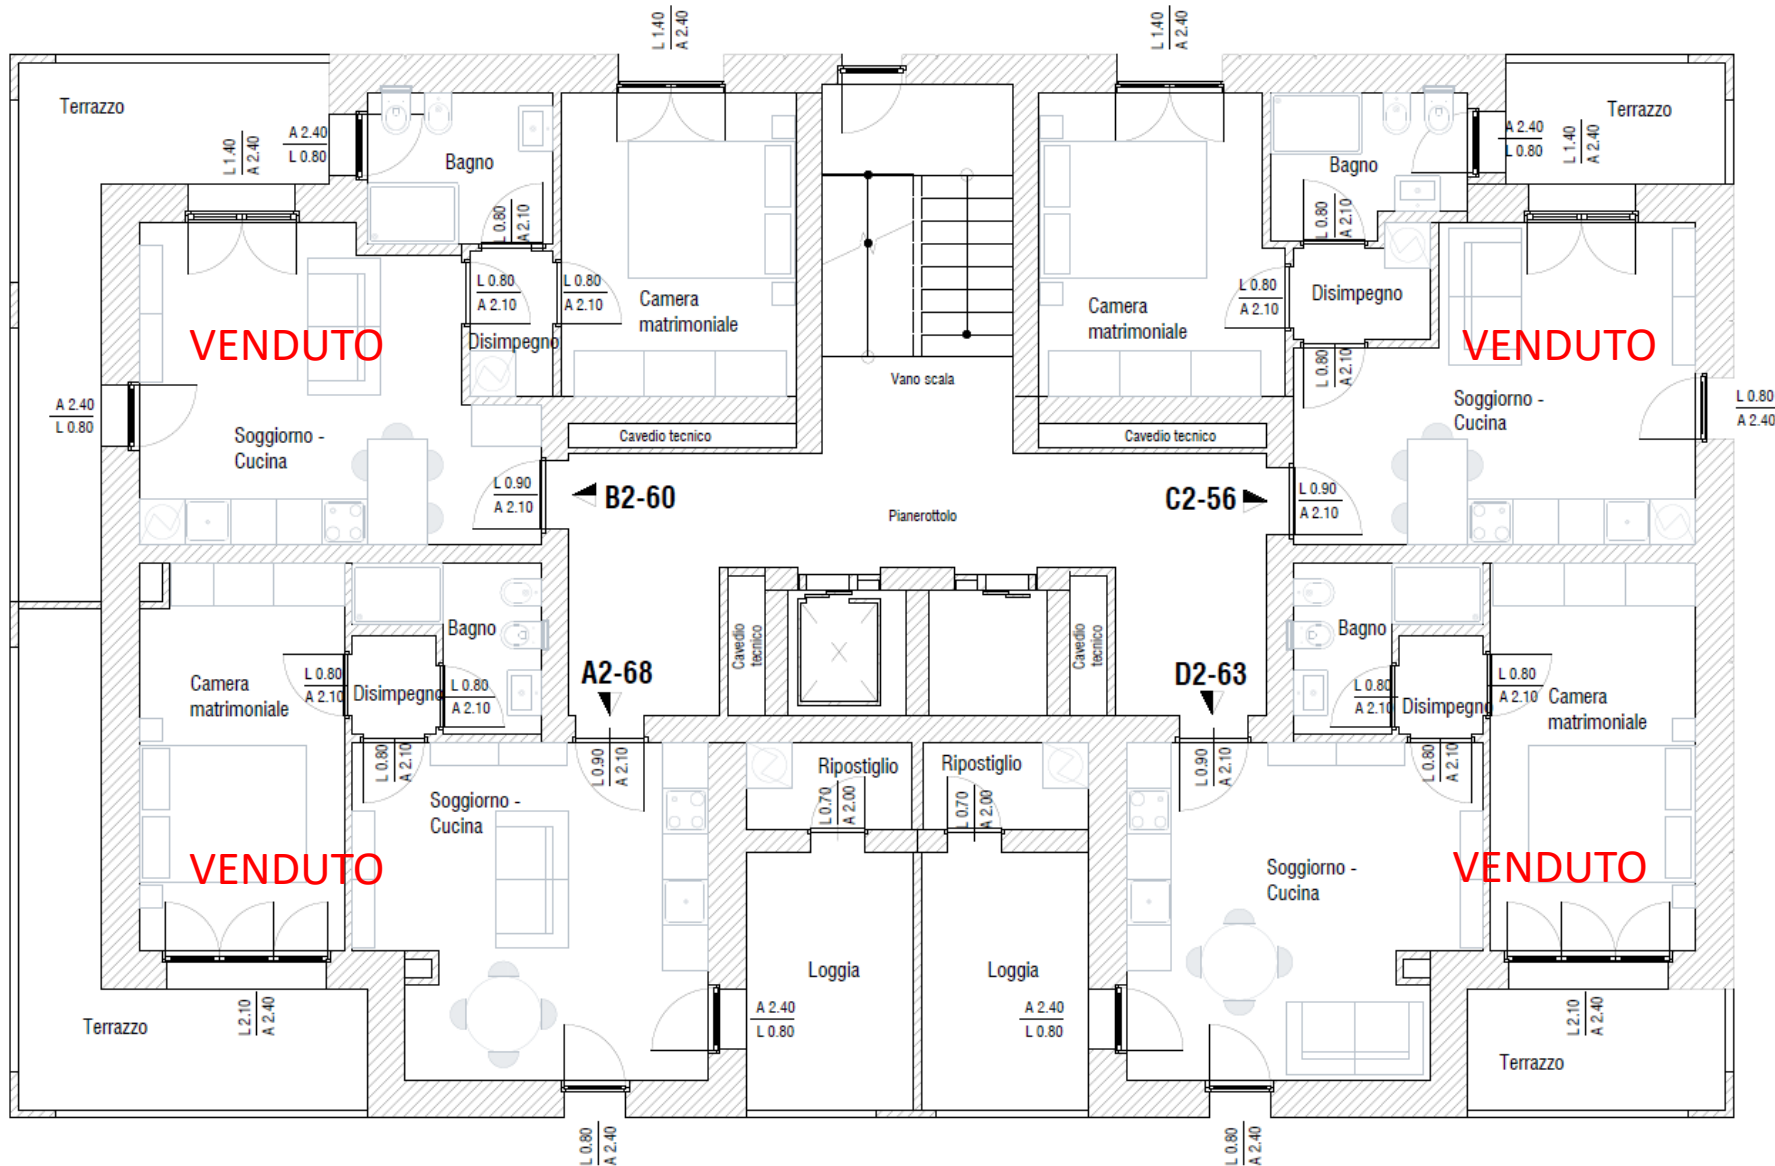 L 1.40
A 2.40
L 1.40
A 2.40
Terrazzo
L 1.40
A 2.40
A 2.40
L 0.80
Bagno
L 0.80
A 2.10
Bagno
L 0.80
A 2.10
A 2.40
L 0.80
L 1.40
A 2.40
Terrazzo
L 0.80
A 2.10
L 0.80
A 2.10
Camera
matrimoniale
Disimpegno
VENDUTO
Camera
matrimoniale
L 0.80
A 2.10
Disimpegno
L 0.80
A 2.10
VENDUTO
Vano scala
A 2.40
L 0.80
Soggiorno -
Cucina
Cavedio tecnico
Cavedio tecnico
Soggiorno -
Cucina
L 0.80
A 2.40
L 0.90
A 2.10
B2-60
Pianerottolo
C2-56
L 0.90
A 2.10
Camera
matrimoniale
L 0.80
A 2.10
Disimpegno
Bagno
L 0.80
A 2.10
A2-68
Cavedio
tecnico
Cavedio
tecnico
D2-63
Bagno
L 0.80
A 2.10
Disimpegno
L 0.80
A 2.10
Camera
matrimoniale
L 0.80
A 2.10
L 0.90
A 2.10
Ripostiglio
L 0.70
A 2.00
Ripostiglio
L 0.70
A 2.00
L 0.90
A 2.10
L 0.80
A 2.10
Soggiorno -
Cucina
VENDUTO
Soggiorno -
Cucina
VENDUTO
Loggia
Loggia
Terrazzo
L 2.10
A 2.40
A 2.40
L 0.80
A 2.40
L 0.80
L 2.10
A 2.40
Terrazzo
L 0.80
A 2.40
L 0.80
A 2.40